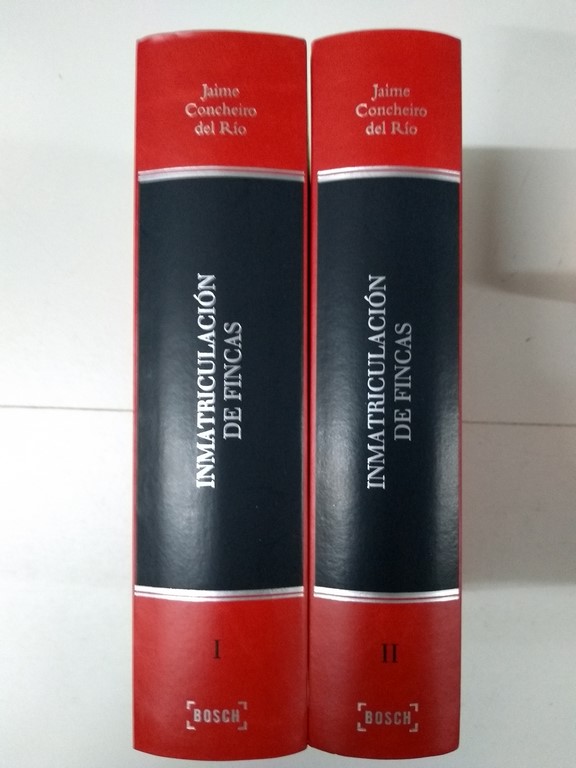 Jaime
Concheiro
del Río
INMATRICULACIÓN
DE FINCAS
I
BOSCH
Jaime
Concheiro
del Río
INMATRICULACIÓN
DE FINCAS
II
BOSCH